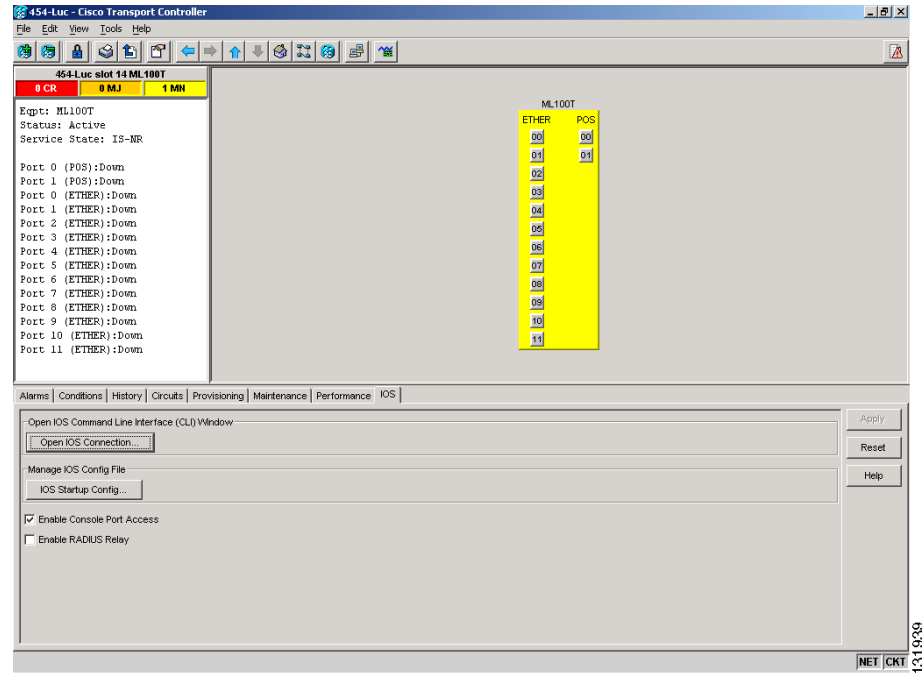 454-Luc - Cisco Transport Controller
File Edit View Tools Help
454-Luc slot 14 ML100T
0 CR 0 MJ 1 MN
Eqpt: ML100T
Status: Active
Service State: IS-NR
Port 0 (POS):Down
Port 1 (POS):Down
Port 0 (ETHER):Down
Port 1 (ETHER):Down
Port 2 (ETHER):Down
Port 3 (ETHER):Down
Port 4 (ETHER):Down
Port 5 (ETHER):Down
Port 6 (ETHER):Down
Port 7 (ETHER):Down
Port 8 (ETHER):Down
Port 9 (ETHER):Down
Port 10 (ETHER):Down
Port 11 (ETHER):Down
ML100T
ETHER POS
00 00
01 01
02
03
04
05
06
07
08
09
10
11
Alarms Conditions History Circuits Provisioning Maintenance Performance IOS
Open IOS Command Line Interface (CLI) Window
Open IOS Connection...
Manage IOS Config File
IOS Startup Config...
Enable Console Port Access
Enable RADIUS Relay
Apply
Reset
Help
NET CKT
131939